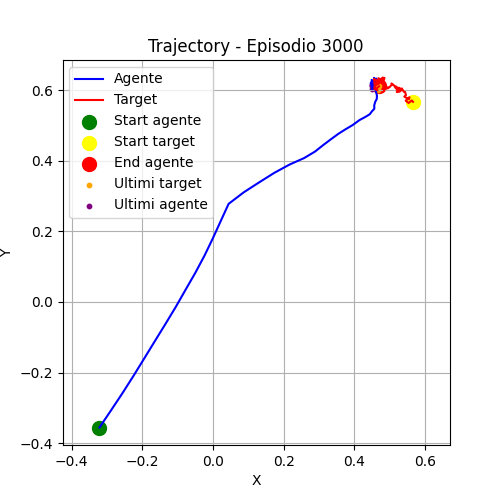 Trajectory - Episodio 3000
Agente
Target
Start agente
Start target
End agente
Ultimi target
Ultimi agente
Y
0.6
0.4
0.2
0.0
−0.2
−0.4
−0.4
−0.2
0.0
0.2
0.4
0.6
X